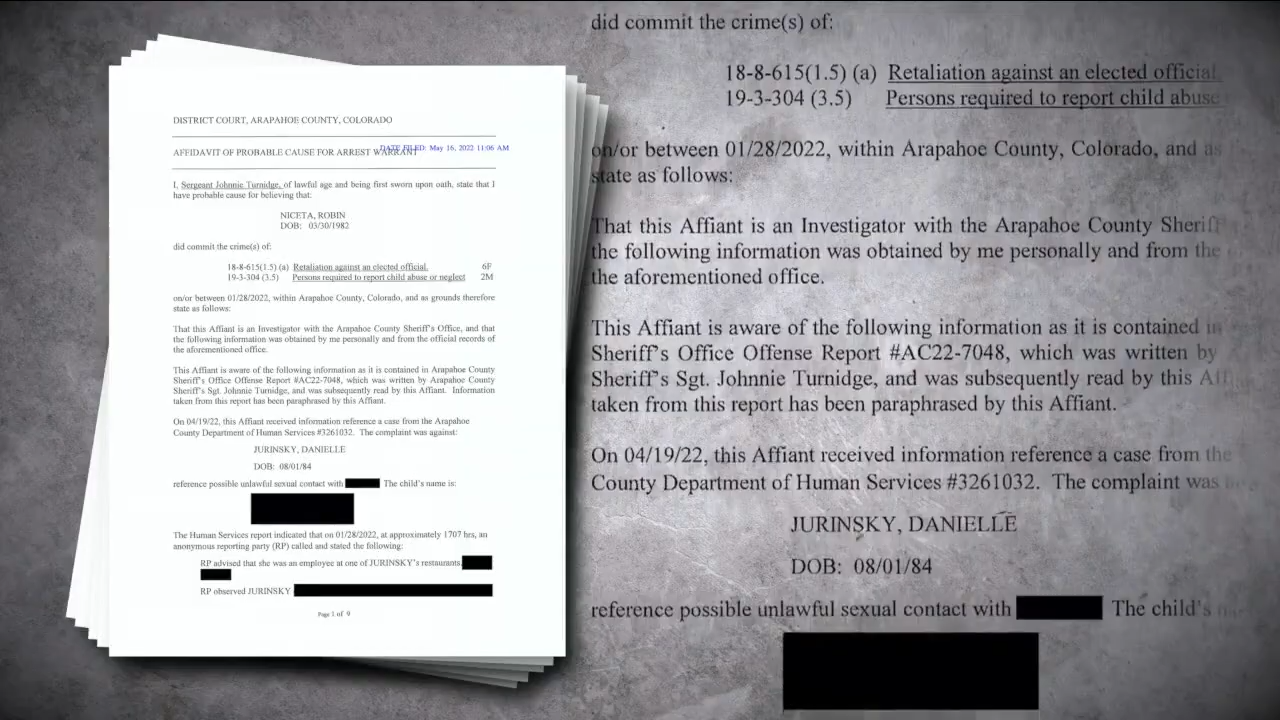 DISTRICT COURT, ARAPAHOE COUNTY, COLORADO
DATE FILED: May 16, 2022 11:06 AM
AFFIDAVIT OF PROBABLE CAUSE FOR ARREST WARRANT
I, Sergeant Johnnie Turnidge, of lawful age and being first sworn upon oath, state that I
have probable cause for believing that:
NICETA, ROBIN
DOB: 03/30/1982
did commit the crime(s) of:
18-8-615(1.5) (a) Retaliation against an elected official. 6F
19-3-304 (3.5) Persons required to report child abuse or neglect 2M
on/or between 01/28/2022, within Arapahoe County, Colorado, and as grounds therefore
state as follows:
That this Affiant is an Investigator with the Arapahoe County Sheriff's Office, and that
the following information was obtained by me personally and from the official records of
the aforementioned office.
This Affiant is aware of the following information as it is contained in Arapahoe County
Sheriff's Office Offense Report #AC22-7048, which was written by Arapahoe County
Sheriff's Sgt. Johnnie Turnidge, and was subsequently read by this Affiant. Information
taken from this report has been paraphrased by this Affiant.
On 04/19/22, this Affiant received information reference a case from the Arapahoe
County Department of Human Services #3261032. The complaint was against:
JURINSKY, DANIELLE
DOB: 08/01/84
reference possible unlawful sexual contact with The child's name is:
The Human Services report indicated that on 01/28/2022, at approximately 1707 hrs, an
anonymous reporting party (RP) called and stated the following:
RP advised that she was an employee at one of JURINSKY's restaurants
RP observed JURINSKY
Page 1 of 9
did commit the crime(s) of:
18-8-615(1.5) (a) Retaliation against an elected official.
19-3-304 (3.5) Persons required to report child abuse
on/or between 01/28/2022, within Arapahoe County, Colorado, and as
state as follows:
That this Affiant is an Investigator with the Arapahoe County Sheriff
the following information was obtained by me personally and from the
the aforementioned office.
This Affiant is aware of the following information as it is contained in
Sheriff's Office Offense Report #AC22-7048, which was written by
Sheriff's Sgt. Johnnie Turnidge, and was subsequently read by this
taken from this report has been paraphrased by this Affiant.
On 04/19/22, this Affiant received information reference a case from the
County Department of Human Services #3261032. The complaint was
JURINSKY, DANIELLE
DOB: 08/01/84
reference possible unlawful sexual contact with The child's